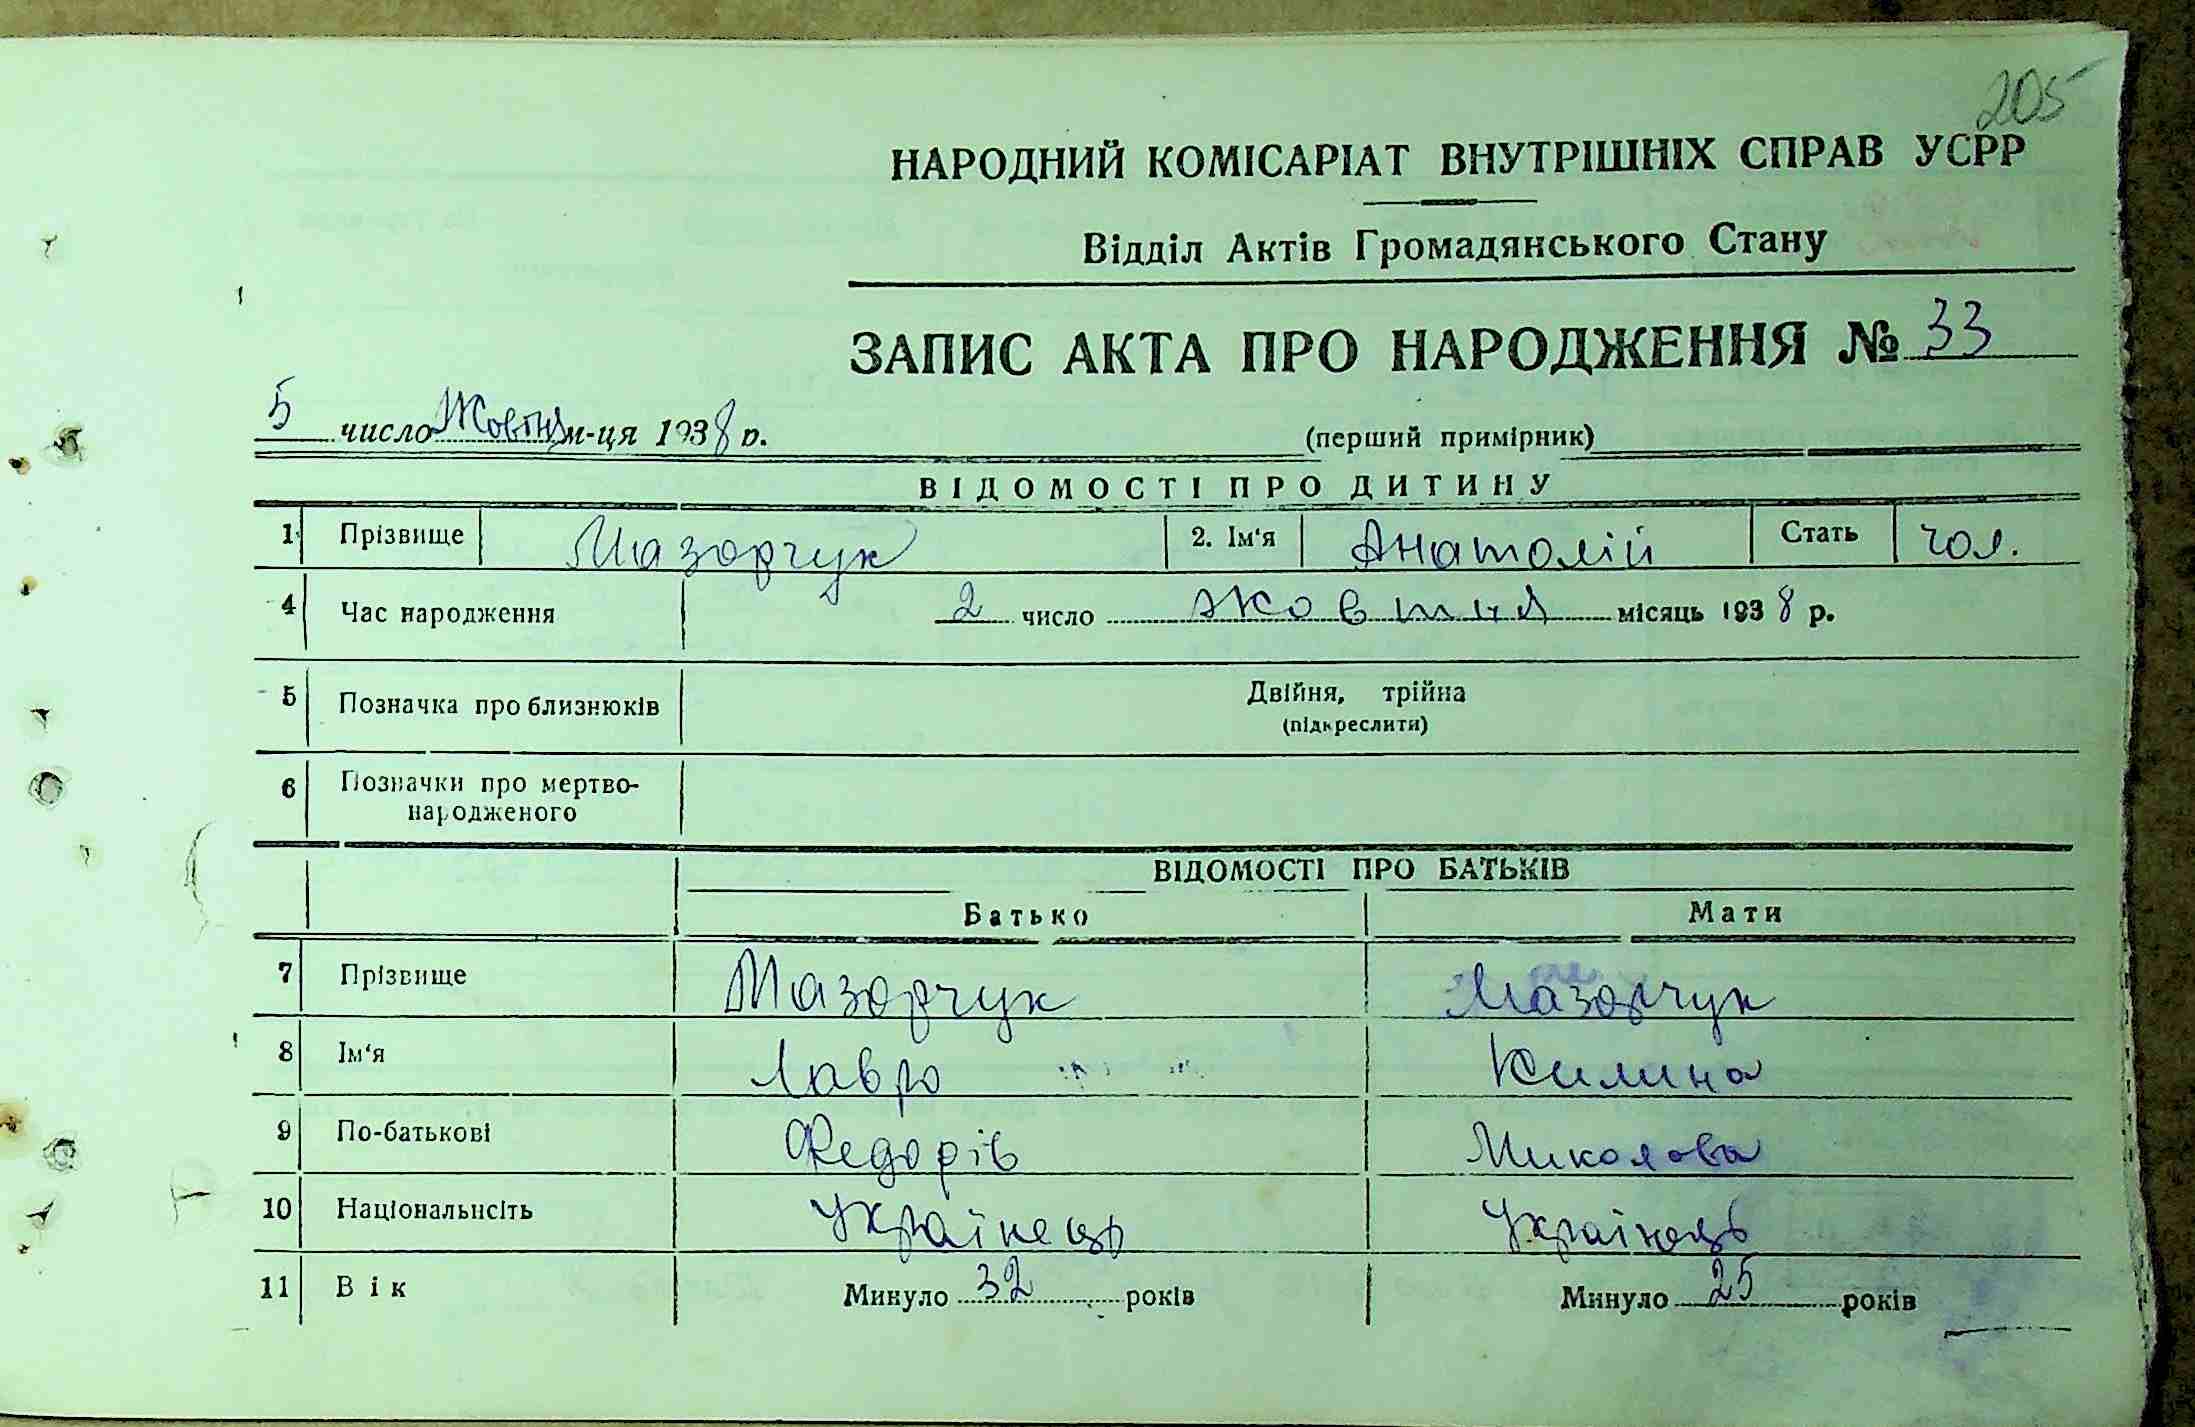 205
НАРОДНИЙ КОМІСАРІАТ ВНУТРІШНІХ СПРАВ УСРР
Відділ Актів Громадянського Стану
ЗАПИС АКТА ПРО НАРОДЖЕННЯ № 33
5 число Жовтня м-ця 1938 р. (перший примірник)
ВІДОМОСТІ ПРО ДИТИНУ
1 Прізвище Мазорчук 2. Ім'я Анатолій Стать чол.
4 Час народження 2 число жовтня місяць 1938 р.
5 Позначка про близнюків Двійня, трійна
(підкреслити)
6 Позначки про мертво-
народженого
ВІДОМОСТІ ПРО БАТЬКІВ
Батько Мати
7 Прізвище Мазорчук Мазорчук
8 Ім'я Лавро Килина
9 По-батькові Федорів Миколова
10 Національнсіть Українець Українець
11 Вік Минуло 32 років Минуло 25 років